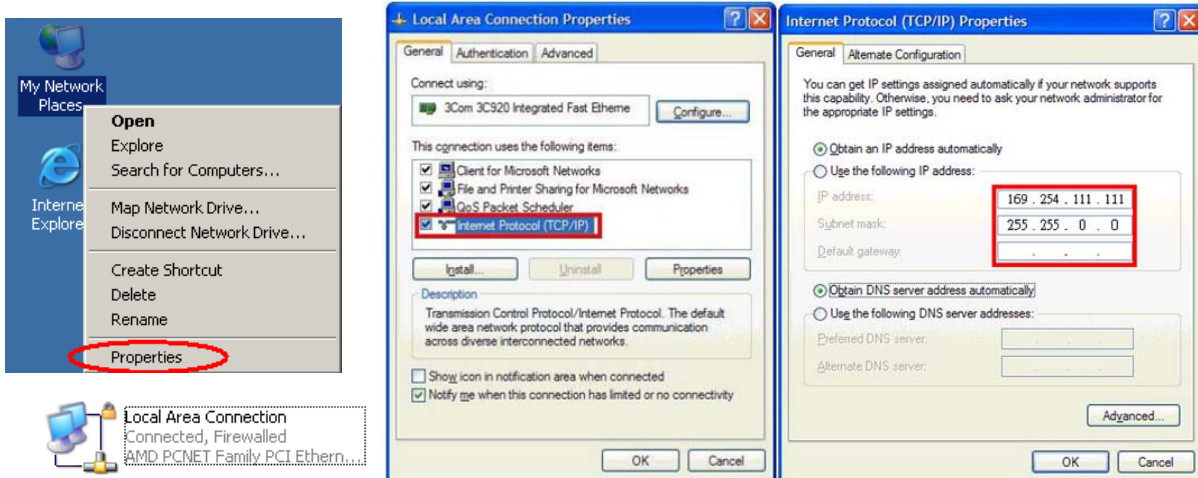 My Network
Places
Interne
Explore
Open
Explore
Search for Computers...
Map Network Drive...
Disconnect Network Drive...
Create Shortcut
Delete
Rename
Properties
Local Area Connection
Connected, Firewalled
AMD PCNET Family PCI Ethern...
Local Area Connection Properties
General Authentication Advanced
Connect using:
3Com 3C920 Integrated Fast Etherne Configure...
This connection uses the following items:
Client for Microsoft Networks
File and Printer Sharing for Microsoft Networks
QoS Packet Scheduler
Internet Protocol (TCP/IP)
Install... Uninstall Properties
Description
Transmission Control Protocol/Internet Protocol. The default
wide area network protocol that provides communication
across diverse interconnected networks.
Show icon in notification area when connected
Notify me when this connection has limited or no connectivity
OK Cancel
Internet Protocol (TCP/IP) Properties
General Alternate Configuration
You can get IP settings assigned automatically if your network supports
this capability. Otherwise, you need to ask your network administrator for
the appropriate IP settings.
Obtain an IP address automatically
Use the following IP address:
IP address: 169 . 254 . 111 . 111
Subnet mask: 255 . 255 . 0 . 0
Default gateway: . . .
Obtain DNS server address automatically
Use the following DNS server addresses:
Preferred DNS server: . . .
Alternate DNS server: . . .
Advanced...
OK Cancel